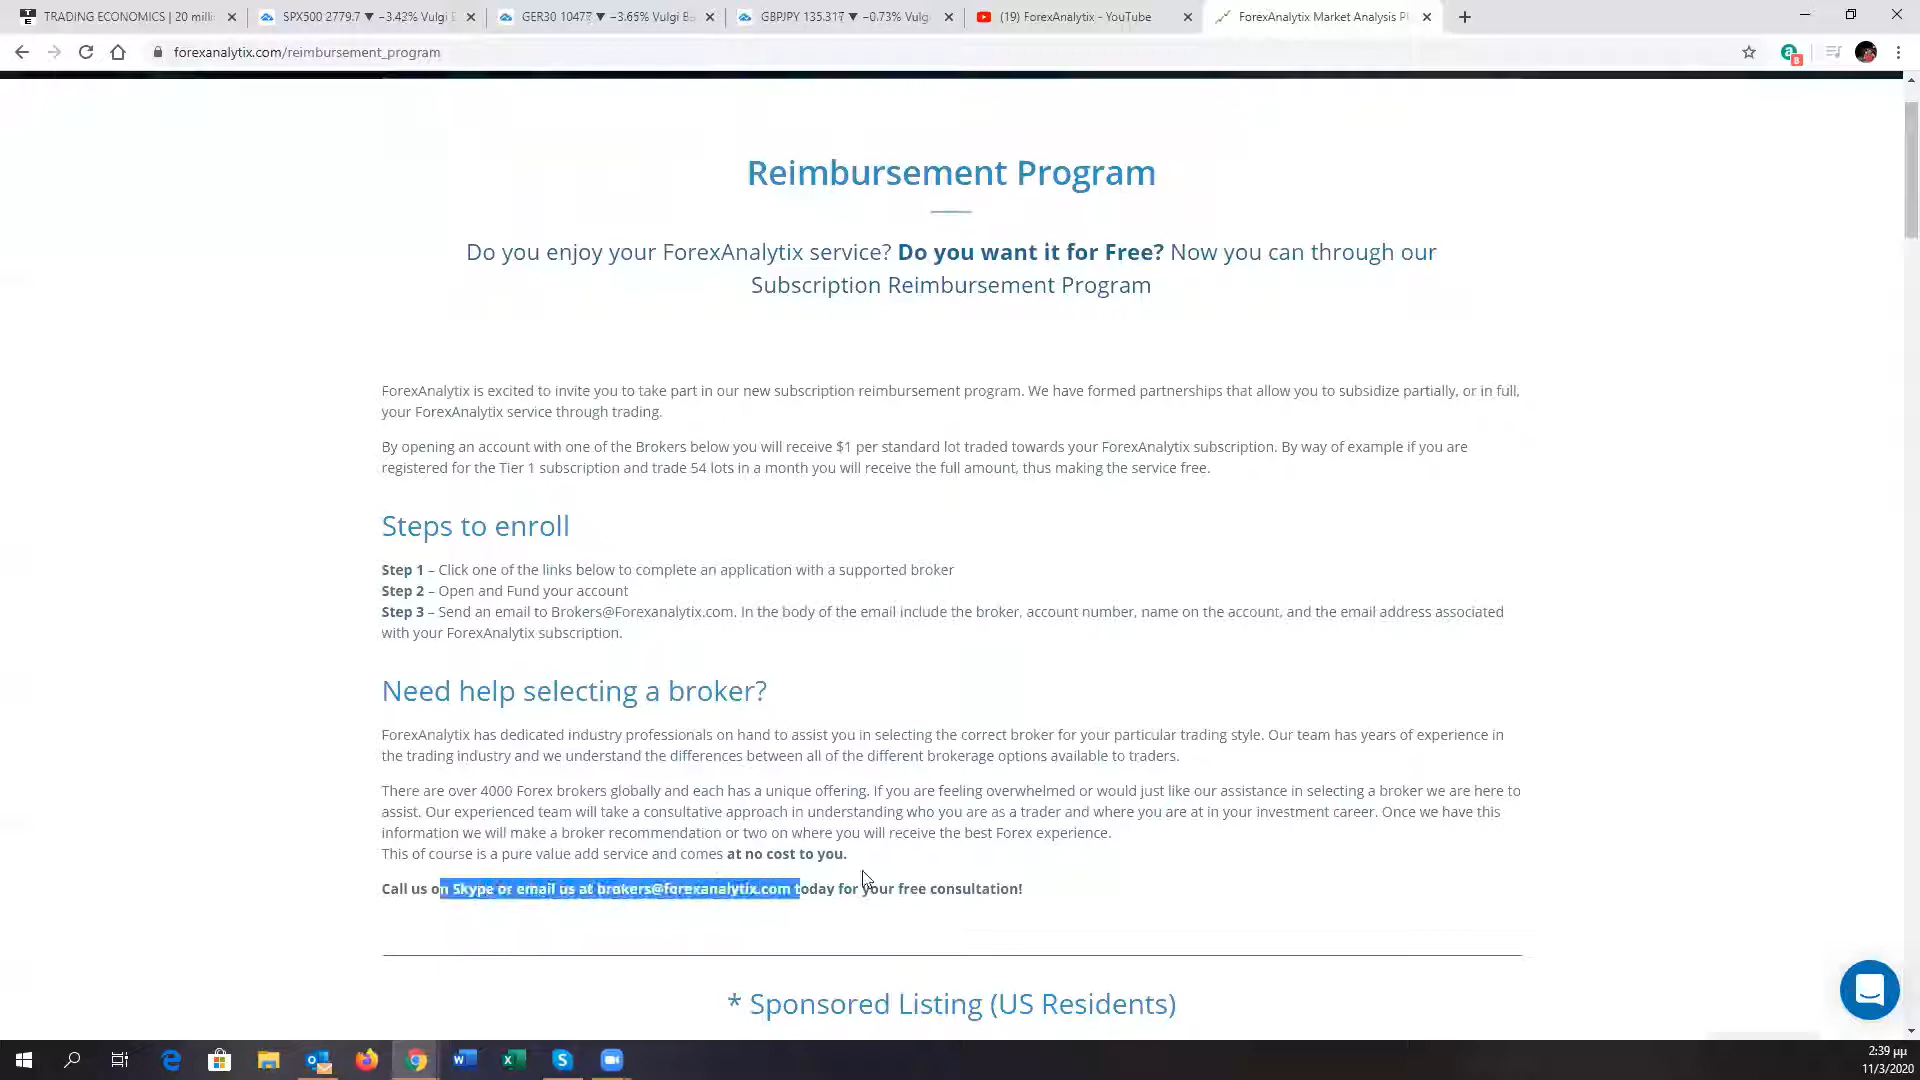 TRADING ECONOMICS | 20 milli
SPX500 2779.7 ▼ −3.42% Vulgi E
GER30 1047? ▼ −3.65% Vulgi B
GBPJPY 135.317 ▼ −0.73% Vulg
(19) ForexAnalytix - YouTube
ForexAnalytix Market Analysis Pl
forexanalytix.com/reimbursement_program
Reimbursement Program
Do you enjoy your ForexAnalytix service? Do you want it for Free? Now you can through our
Subscription Reimbursement Program
ForexAnalytix is excited to invite you to take part in our new subscription reimbursement program. We have formed partnerships that allow you to subsidize partially, or in full,
your ForexAnalytix service through trading.
By opening an account with one of the Brokers below you will receive $1 per standard lot traded towards your ForexAnalytix subscription. By way of example if you are
registered for the Tier 1 subscription and trade 54 lots in a month you will receive the full amount, thus making the service free.
Steps to enroll
Step 1 – Click one of the links below to complete an application with a supported broker
Step 2 – Open and Fund your account
Step 3 – Send an email to Brokers@Forexanalytix.com. In the body of the email include the broker, account number, name on the account, and the email address associated
with your ForexAnalytix subscription.
Need help selecting a broker?
ForexAnalytix has dedicated industry professionals on hand to assist you in selecting the correct broker for your particular trading style. Our team has years of experience in
the trading industry and we understand the differences between all of the different brokerage options available to traders.
There are over 4000 Forex brokers globally and each has a unique offering. If you are feeling overwhelmed or would just like our assistance in selecting a broker we are here to
assist. Our experienced team will take a consultative approach in understanding who you are as a trader and where you are at in your investment career. Once we have this
information we will make a broker recommendation or two on where you will receive the best Forex experience.
This of course is a pure value add service and comes at no cost to you.
Call us on Skype or email us at brokers@forexanalytix.com today for your free consultation!
* Sponsored Listing (US Residents)
2:39 μμ
11/3/2020